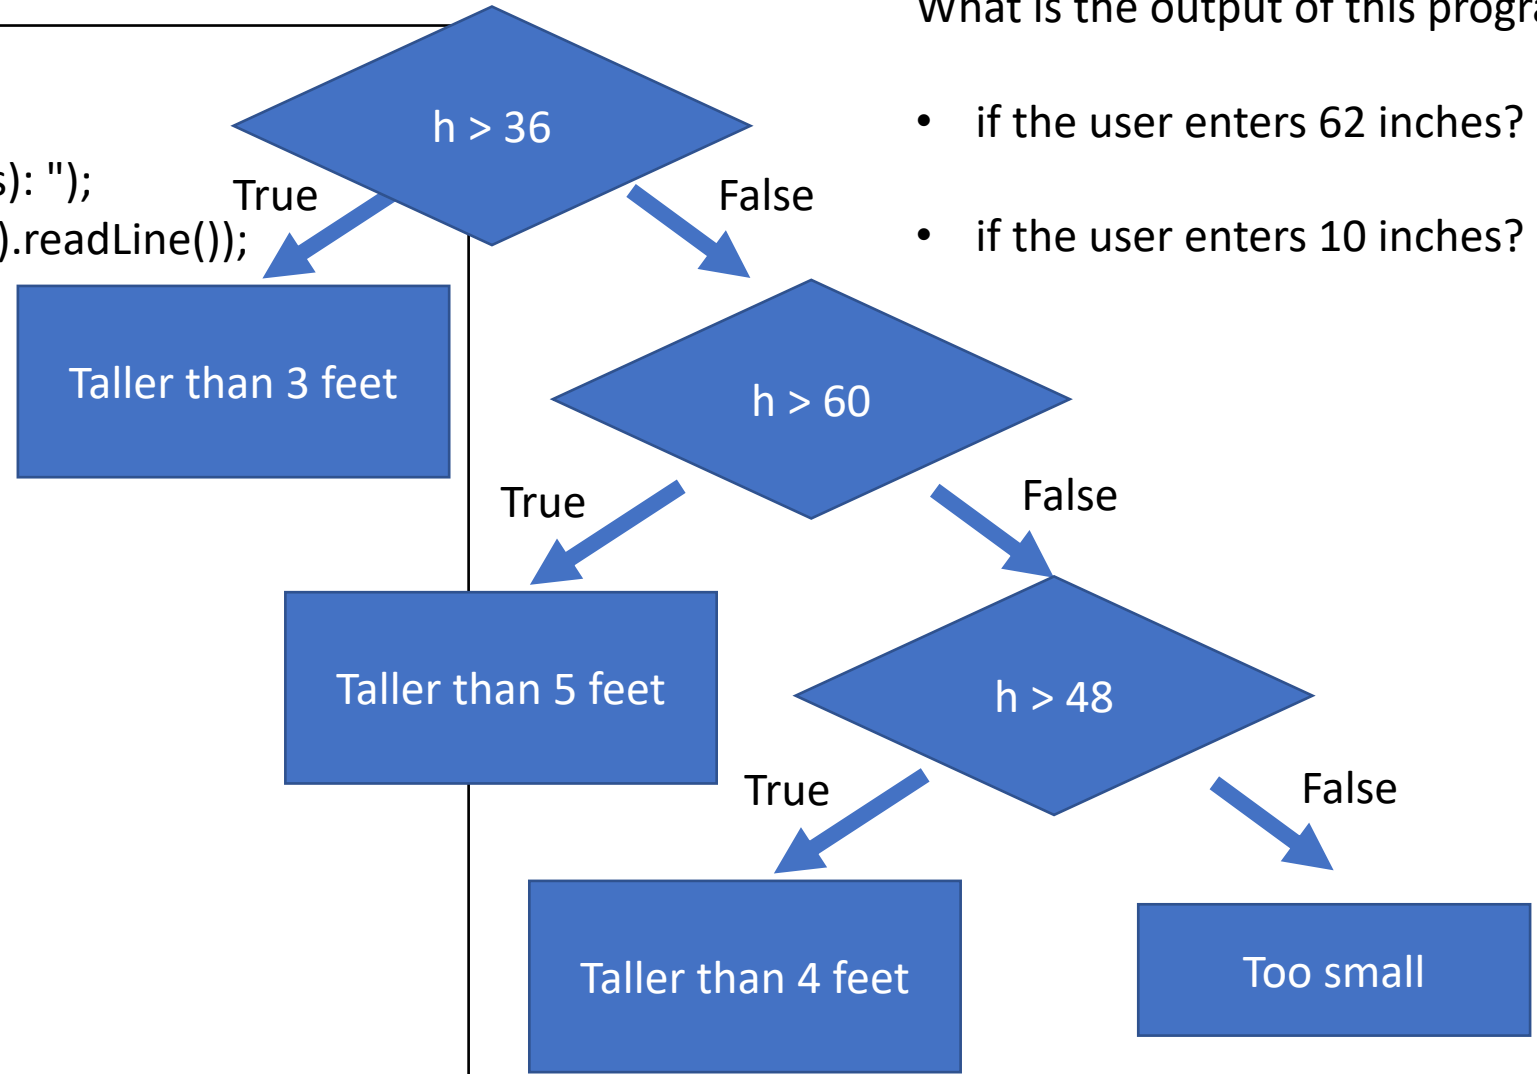 What is the output of this progra
• if the user enters 62 inches?
• if the user enters 10 inches?
s): ");
).readLine());
h > 36
True
False
Taller than 3 feet
h > 60
True
False
Taller than 5 feet
h > 48
True
False
Taller than 4 feet
Too small